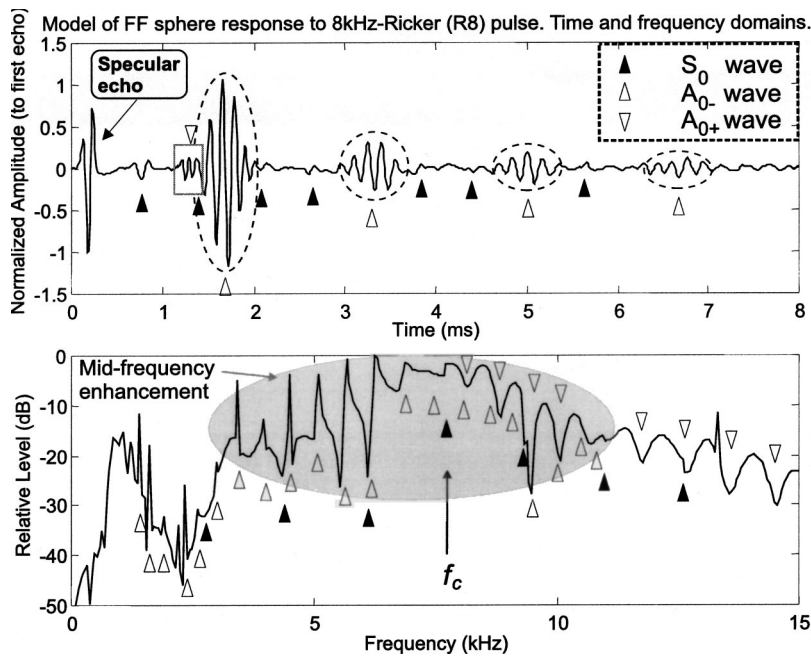 Model of FF sphere response to 8kHz-Ricker (R8) pulse. Time and frequency domains.
Normalized Amplitude (to first echo)
1.5
1
0.5
0
-0.5
-1
-1.5
Specular
echo
S0 wave
A0- wave
A0+ wave
0 1 2 3 4 5 6 7 8
Time (ms)
Relative Level (dB)
0
-10
-20
-30
-40
-50
Mid-frequency
enhancement
fc
0 5 10 15
Frequency (kHz)